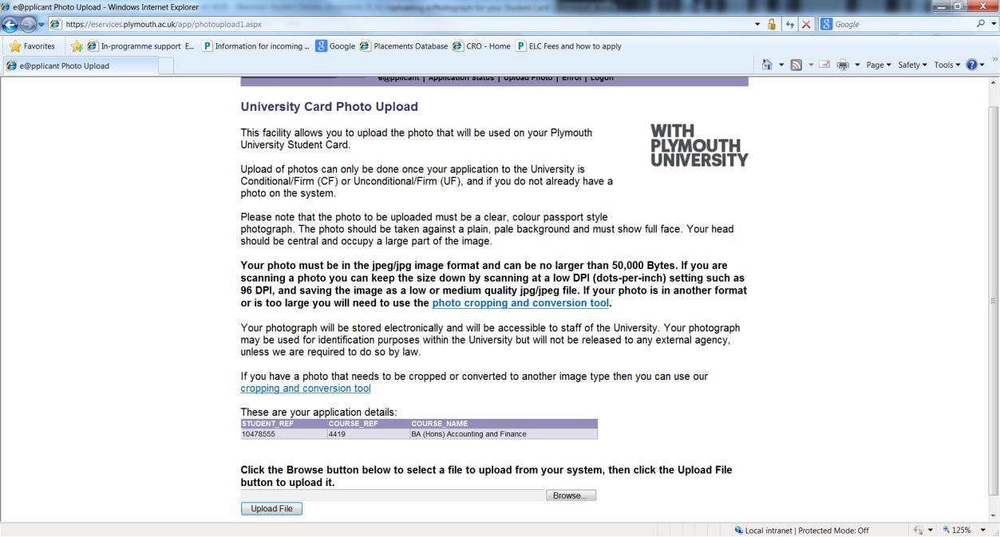 e@pplicant Photo Upload - Windows Internet Explorer
https://eservices.plymouth.ac.uk/app/photoupload1.aspx
Google
Favorites In-programme support E... Information for incoming ... Google Placements Database CRO - Home ELC Fees and how to apply
e@pplicant Photo Upload
Page Safety Tools
e@pplicant | Application Status | Upload Photo | Enrol | Logon
University Card Photo Upload
WITH
PLYMOUTH
UNIVERSITY
This facility allows you to upload the photo that will be used on your Plymouth
University Student Card.
Upload of photos can only be done once your application to the University is
Conditional/Firm (CF) or Unconditional/Firm (UF), and if you do not already have a
photo on the system.
Please note that the photo to be uploaded must be a clear, colour passport style
photograph. The photo should be taken against a plain, pale background and must show full face. Your head
should be central and occupy a large part of the image.
Your photo must be in the jpeg/jpg image format and can be no larger than 50,000 Bytes. If you are
scanning a photo you can keep the size down by scanning at a low DPI (dots-per-inch) setting such as
96 DPI, and saving the image as a low or medium quality jpg/jpeg file. If your photo is in another format
or is too large you will need to use the photo cropping and conversion tool.
Your photograph will be stored electronically and will be accessible to staff of the University. Your photograph
may be used for identification purposes within the University but will not be released to any external agency,
unless we are required to do so by law.
If you have a photo that needs to be cropped or converted to another image type then you can use our
cropping and conversion tool
These are your application details:
STUDENT_REF COURSE_REF COURSE_NAME
10478555 4419 BA (Hons) Accounting and Finance
Click the Browse button below to select a file to upload from your system, then click the Upload File
button to upload it.
Browse...
Upload File
Local intranet | Protected Mode: Off 125%